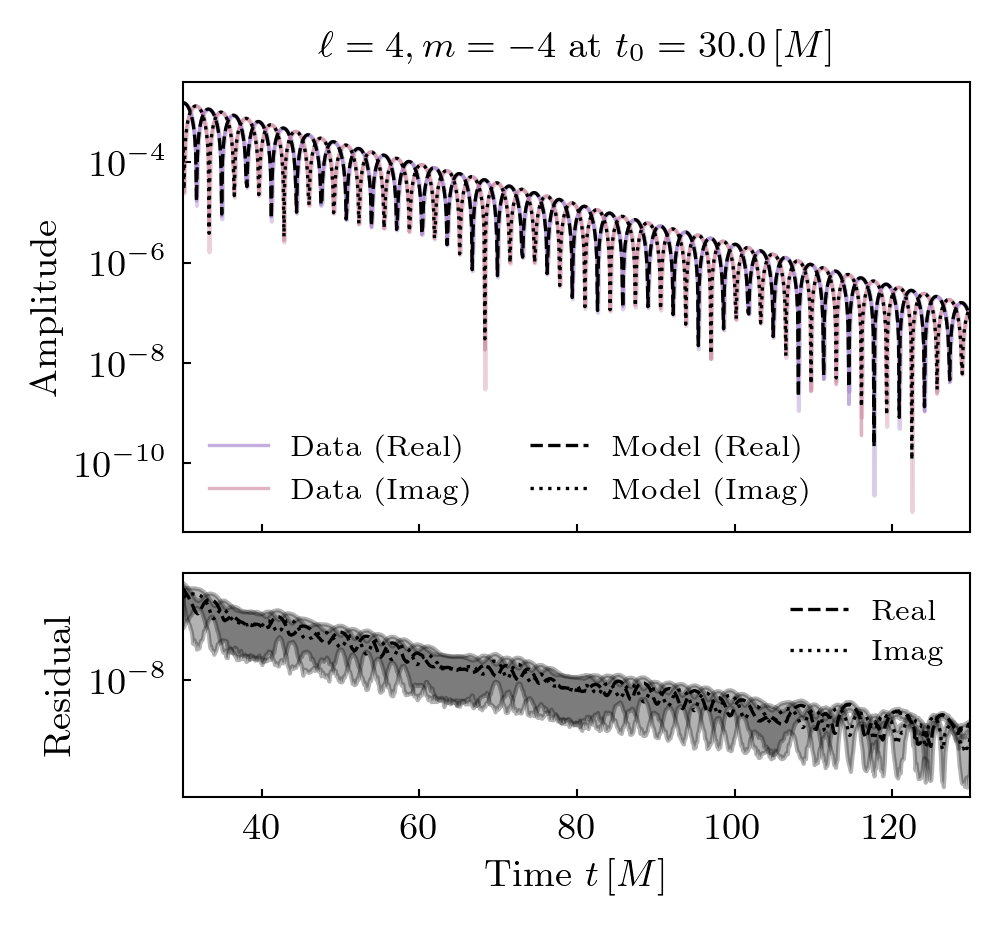 ℓ = 4, m = −4 at t₀ = 30.0 [M]
Amplitude
10⁻⁴
10⁻⁶
10⁻⁸
10⁻¹⁰
Data (Real)
Data (Imag)
Model (Real)
Model (Imag)
Residual
10⁻⁸
Real
Imag
40 60 80 100 120
Time t [M]